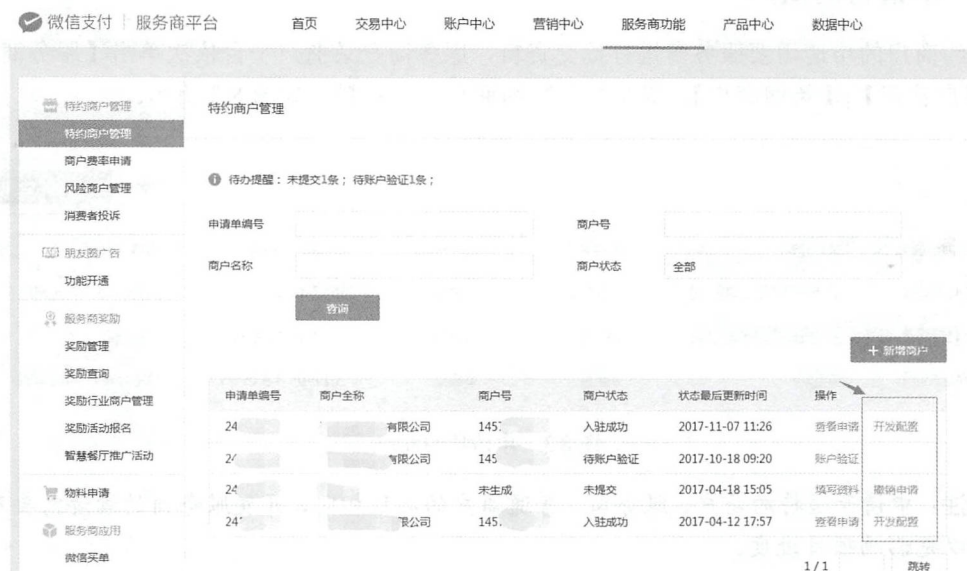 微信支付 服务商平台 首页 交易中心 账户中心 营销中心 服务商功能 产品中心 数据中心
特约商户管理
特约商户管理
商户费率申请
风险商户管理
消费者投诉
朋友圈广告
功能开通
服务商奖励
奖励管理
奖励查询
奖励行业商户管理
奖励活动报名
智慧餐厅推广活动
物料申请
服务商应用
微信买单
特约商户管理
待办提醒：未提交1条；待账户验证1条；
申请单编号 商户号
商户名称 商户状态 全部
查询
+ 新增商户
申请单编号 商户全称 商户号 商户状态 状态最后更新时间 操作
24 有限公司 145 入驻成功 2017-11-07 11:26 查看申请 开发配置
24 有限公司 145 待账户验证 2017-10-18 09:20 账户验证
24 未生成 未提交 2017-04-18 15:05 填写资料 撤销申请
24 限公司 145 入驻成功 2017-04-12 17:57 查看申请 开发配置
1/1 跳转